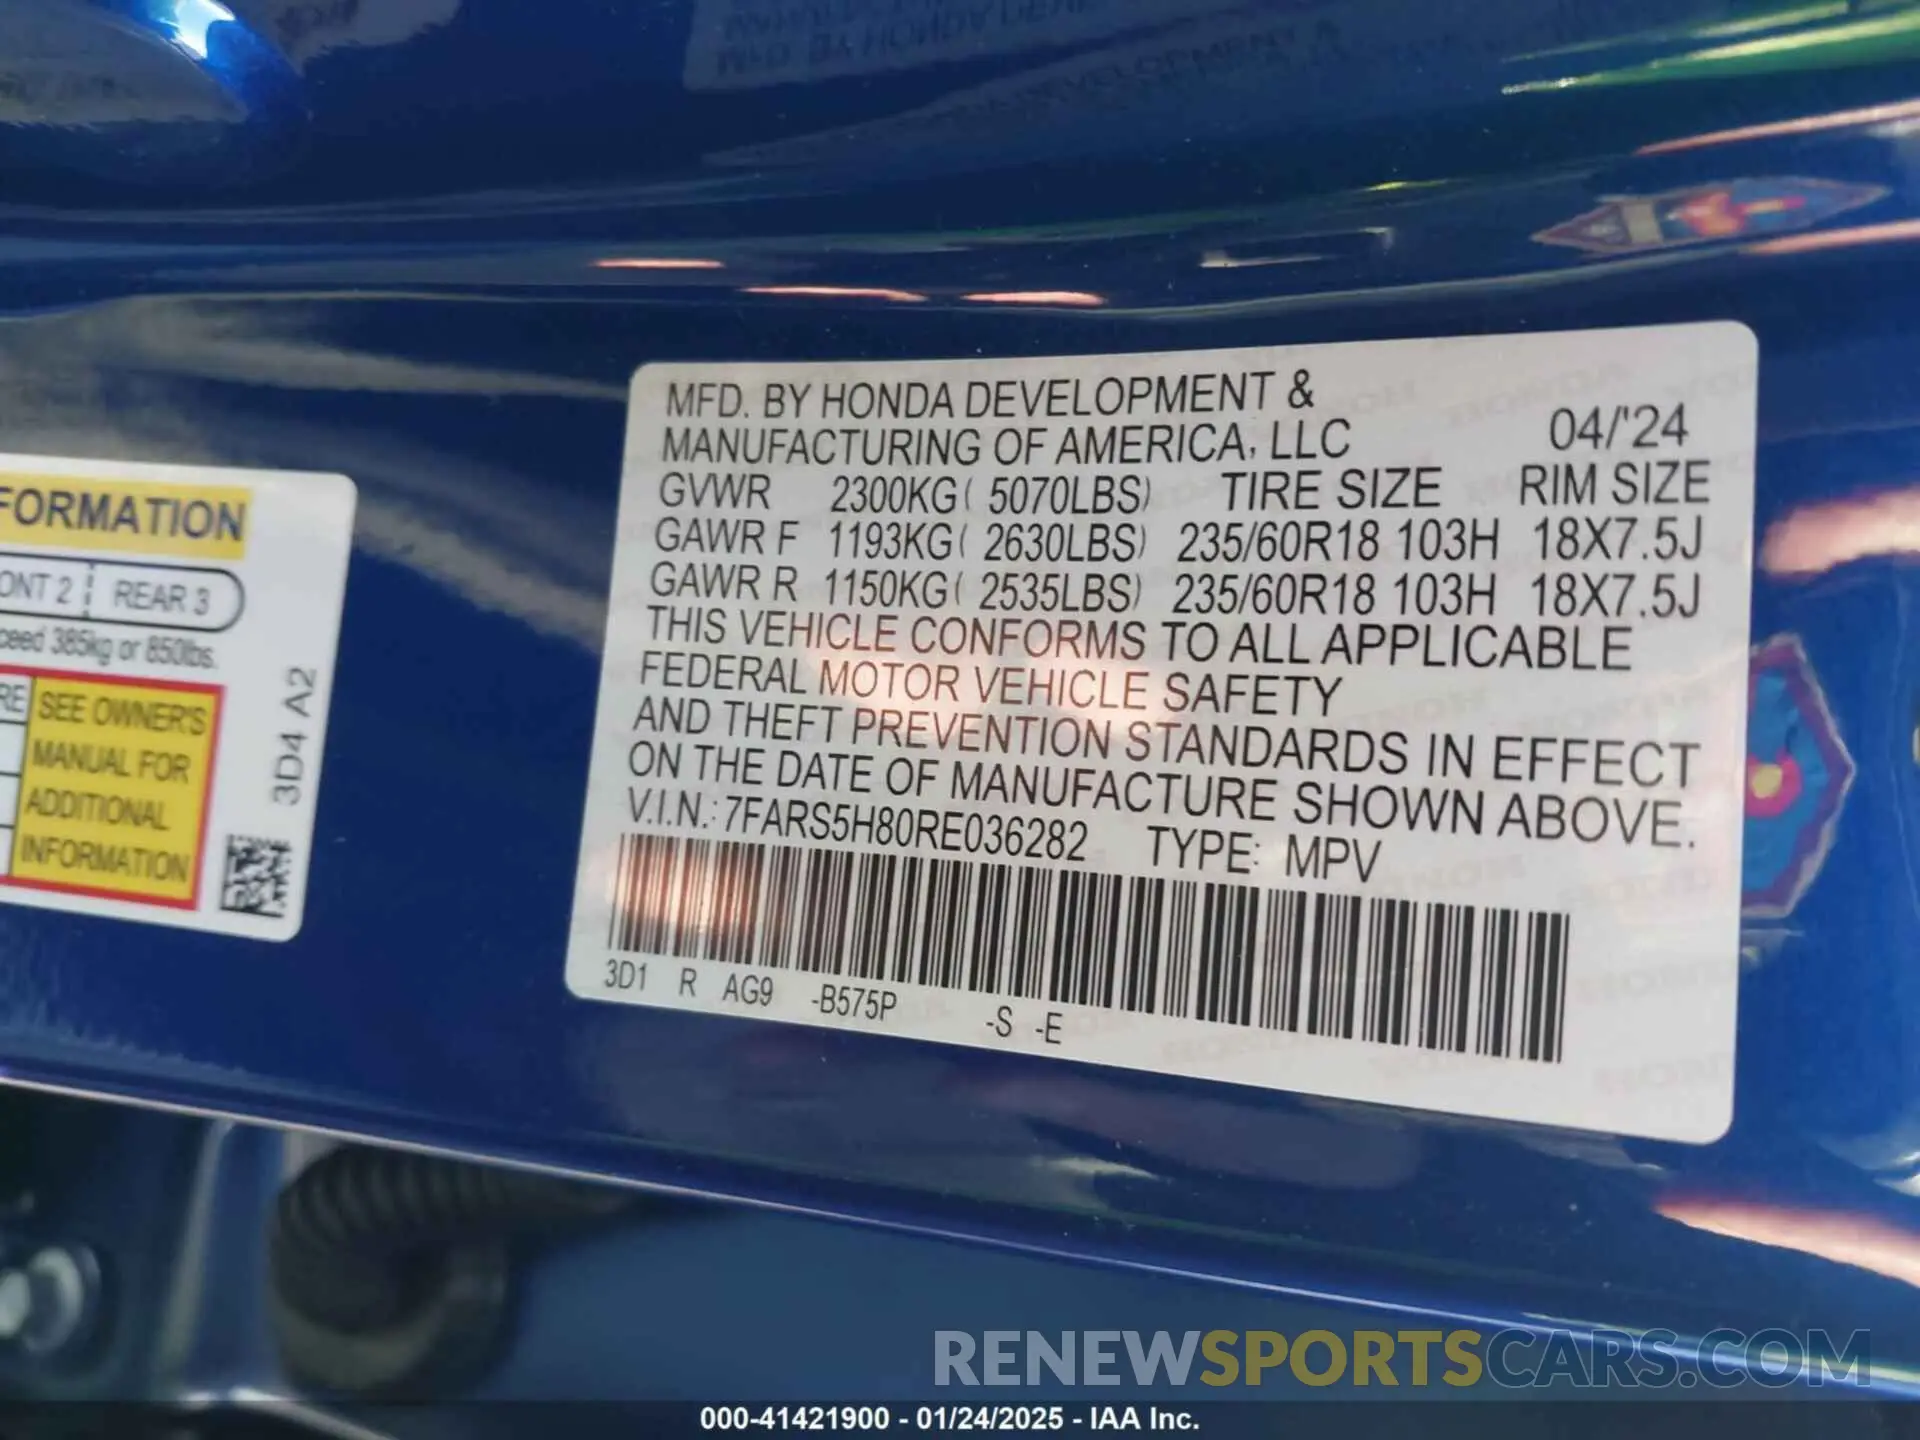 MFD. BY HONDA DEVELOPMENT &
MANUFACTURING OF AMERICA, LLC 04/'24
GVWR 2300KG( 5070LBS) TIRE SIZE RIM SIZE
GAWR F 1193KG( 2630LBS) 235/60R18 103H 18X7.5J
GAWR R 1150KG( 2535LBS) 235/60R18 103H 18X7.5J
THIS VEHICLE CONFORMS TO ALL APPLICABLE
FEDERAL MOTOR VEHICLE SAFETY
AND THEFT PREVENTION STANDARDS IN EFFECT
ON THE DATE OF MANUFACTURE SHOWN ABOVE.
V.I.N.: 7FARS5H80RE036282 TYPE: MPV
3D1 R AG9 -B575P -S -E
FORMATION
ONT 2 REAR 3
ceed 385kg or 850lbs.
RE
SEE OWNER'S
MANUAL FOR
ADDITIONAL
INFORMATION
3D4 A2
RENEWSPORTSCARS.COM
000-41421900 - 01/24/2025 - IAA Inc.